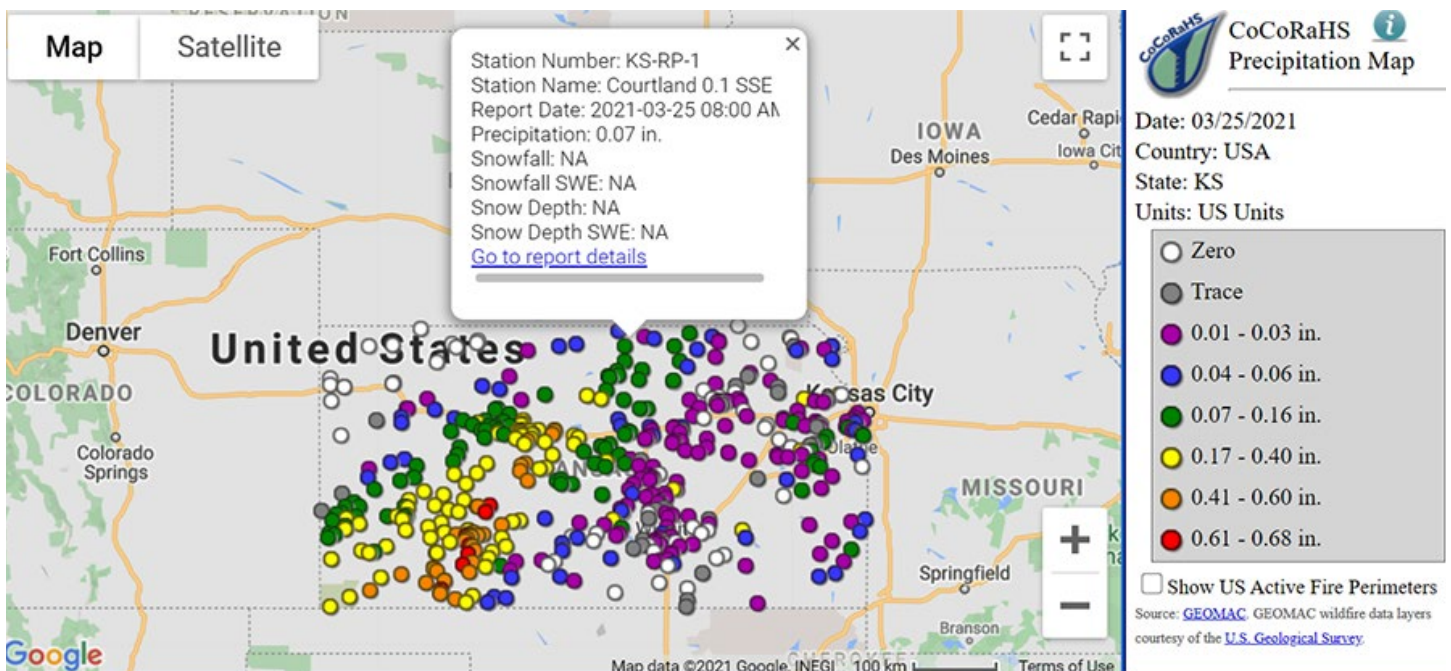 RESERVATION
Map
Satellite
Station Number: KS-RP-1
Station Name: Courtland 0.1 SSE
Report Date: 2021-03-25 08:00 AM
Precipitation: 0.07 in.
Snowfall: NA
Snowfall SWE: NA
Snow Depth: NA
Snow Depth SWE: NA
Go to report details
IOWA
Des Moines
Cedar Rapi
Iowa Cit
Fort Collins
Denver
United States
COLORADO
Colorado
Springs
sas City
MISSOURI
Springfield
Branson
Google
Map data ©2021 Google, INEGI
100 km
Terms of Use
CoCoRaHS
CoCoRaHS
Precipitation Map
Date: 03/25/2021
Country: USA
State: KS
Units: US Units
Zero
Trace
0.01 - 0.03 in.
0.04 - 0.06 in.
0.07 - 0.16 in.
0.17 - 0.40 in.
0.41 - 0.60 in.
0.61 - 0.68 in.
Show US Active Fire Perimeters
Source: GEOMAC. GEOMAC wildfire data layers
courtesy of the U.S. Geological Survey.